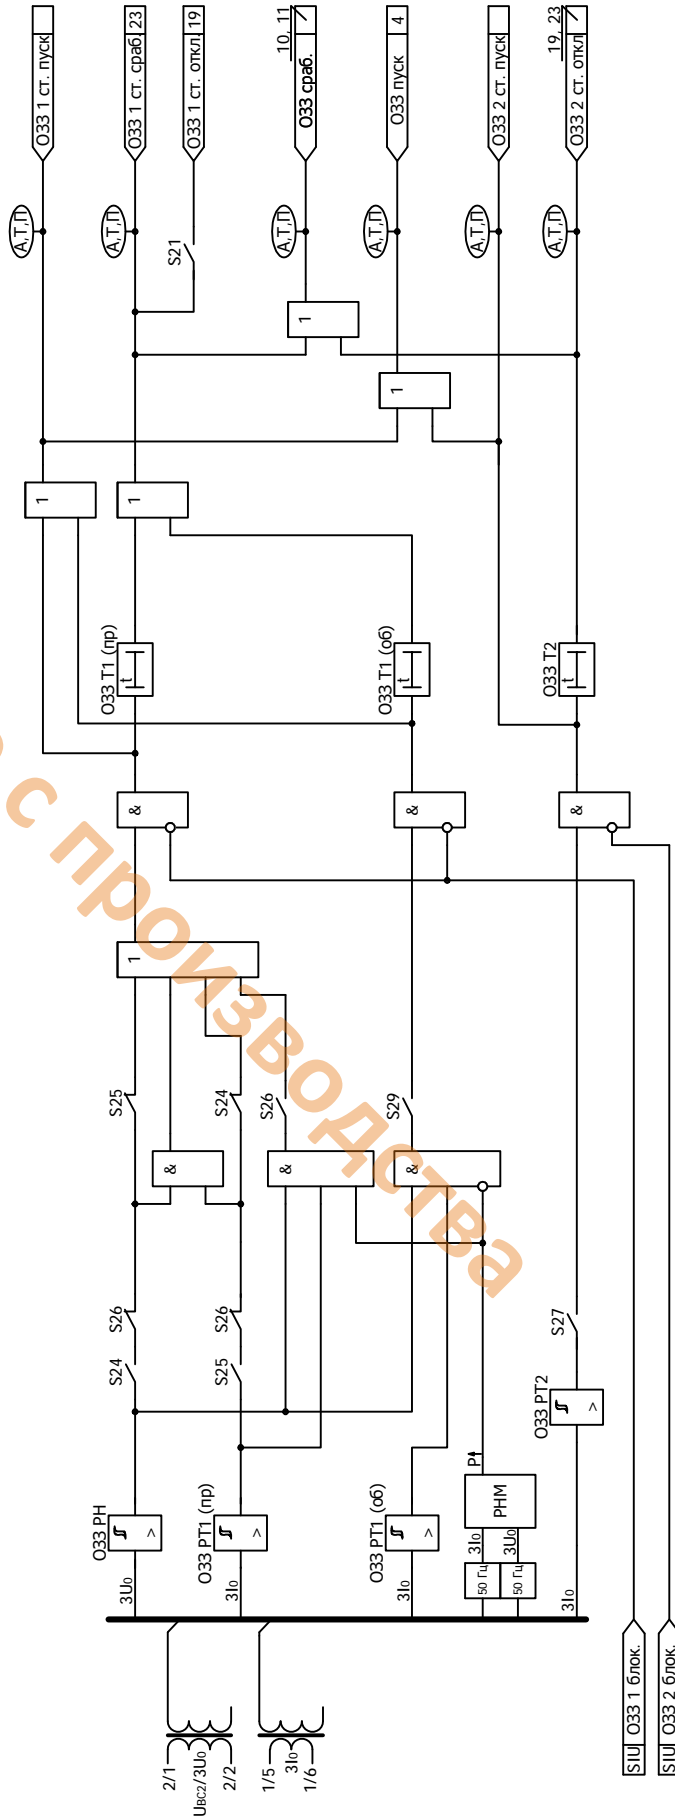 ОЗЗ 1 ст. пуск
ОЗЗ 1 ст. сраб. 23
ОЗЗ 1 ст. откл. 19
10, 11
ОЗЗ сраб.
ОЗЗ пуск 4
ОЗЗ 2 ст. пуск
19, 23
ОЗЗ 2 ст. откл
А,Т,П
А,Т,П
А,Т,П
А,Т,П
А,Т,П
А,Т,П
S21
1
1
1
1
ОЗЗ Т1 (пр)
t
ОЗЗ Т1 (об)
t
ОЗЗ Т2
t
&
&
&
1
S25
S24
S26
S29
&
&
&
S26
S26
S24
S25
S27
ОЗЗ РН
>
3U0
ОЗЗ РТ1 (пр)
>
3I0
ОЗЗ РТ1 (об)
>
3I0
P
РНМ
3I0
3U0
50 Гц
50 Гц
ОЗЗ РТ2
>
3I0
2/1
UBC2/3U0
2/2
1/5
3I0
1/6
SIU ОЗЗ 1 блок.
SIU ОЗЗ 2 блок.
с производства